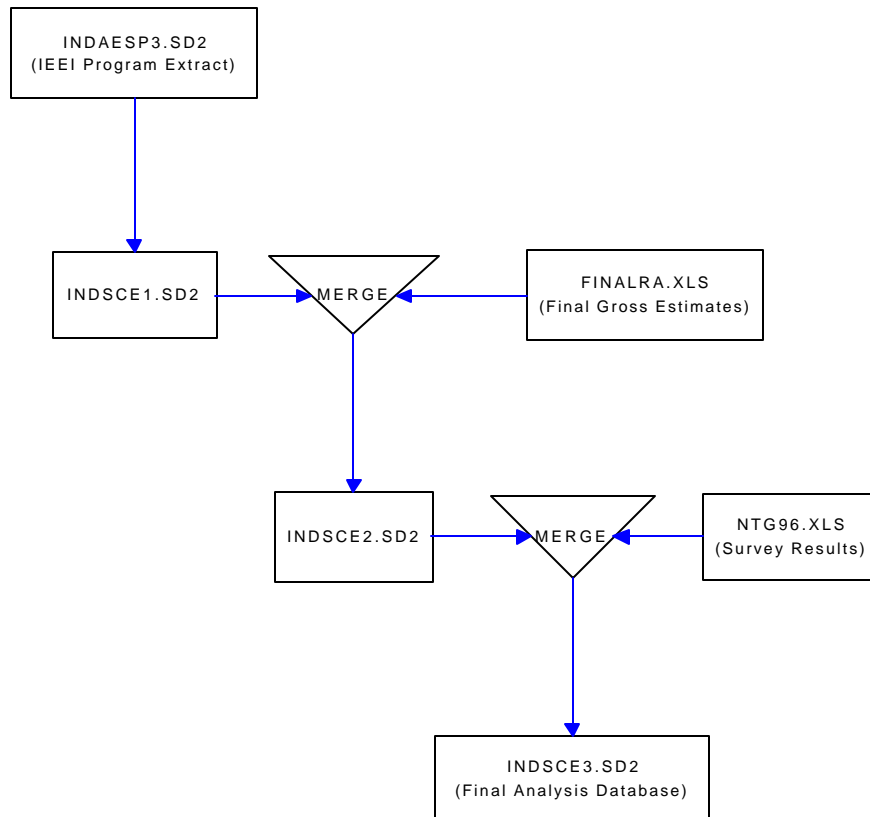 INDAESP3.SD2
(IEEI Program Extract)
INDSCE1.SD2
MERGE
FINALRA.XLS
(Final Gross Estimates)
INDSCE2.SD2
MERGE
NTG96.XLS
(Survey Results)
INDSCE3.SD2
(Final Analysis Database)